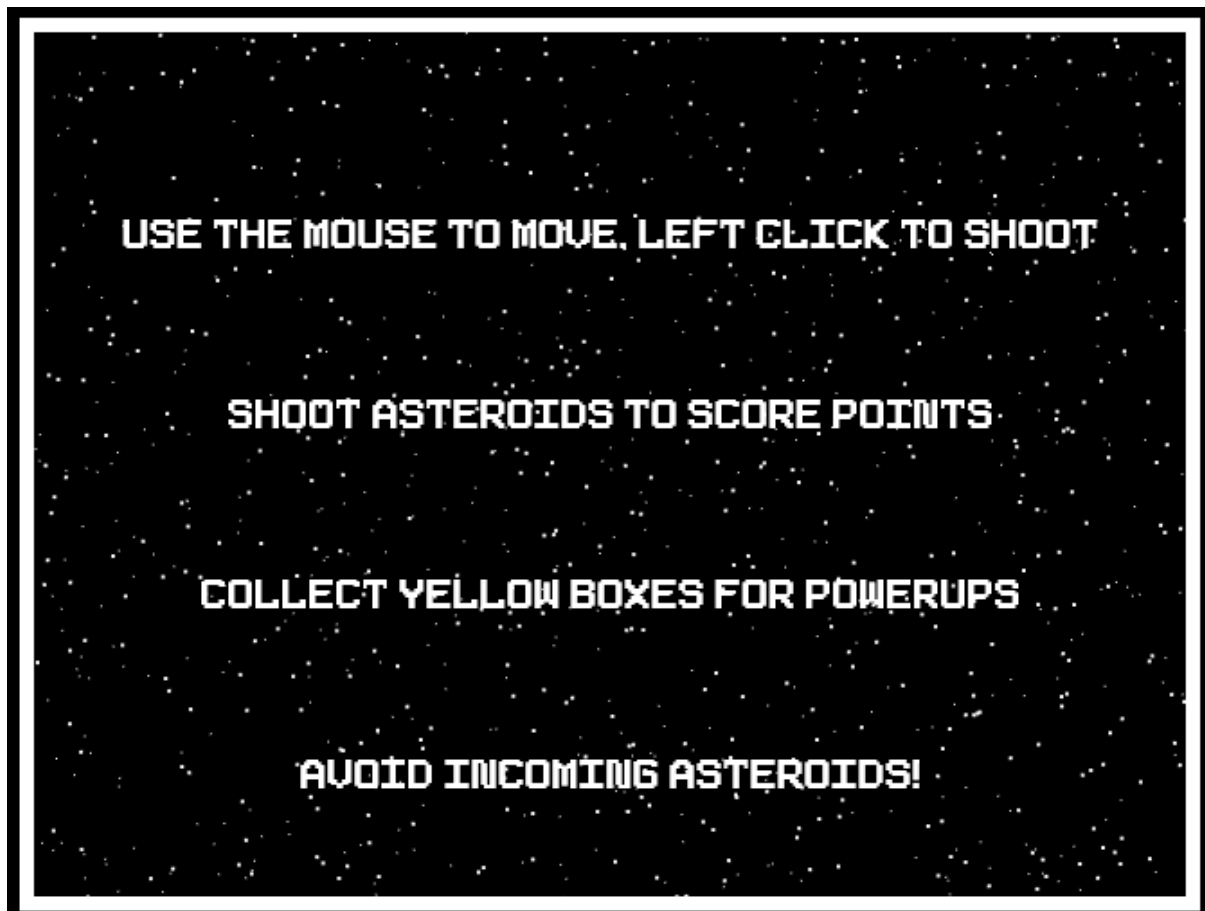 USE THE MOUSE TO MOVE, LEFT CLICK TO SHOOT
SHOOT ASTEROIDS TO SCORE POINTS
COLLECT YELLOW BOXES FOR POWERUPS
AVOID INCOMING ASTEROIDS!